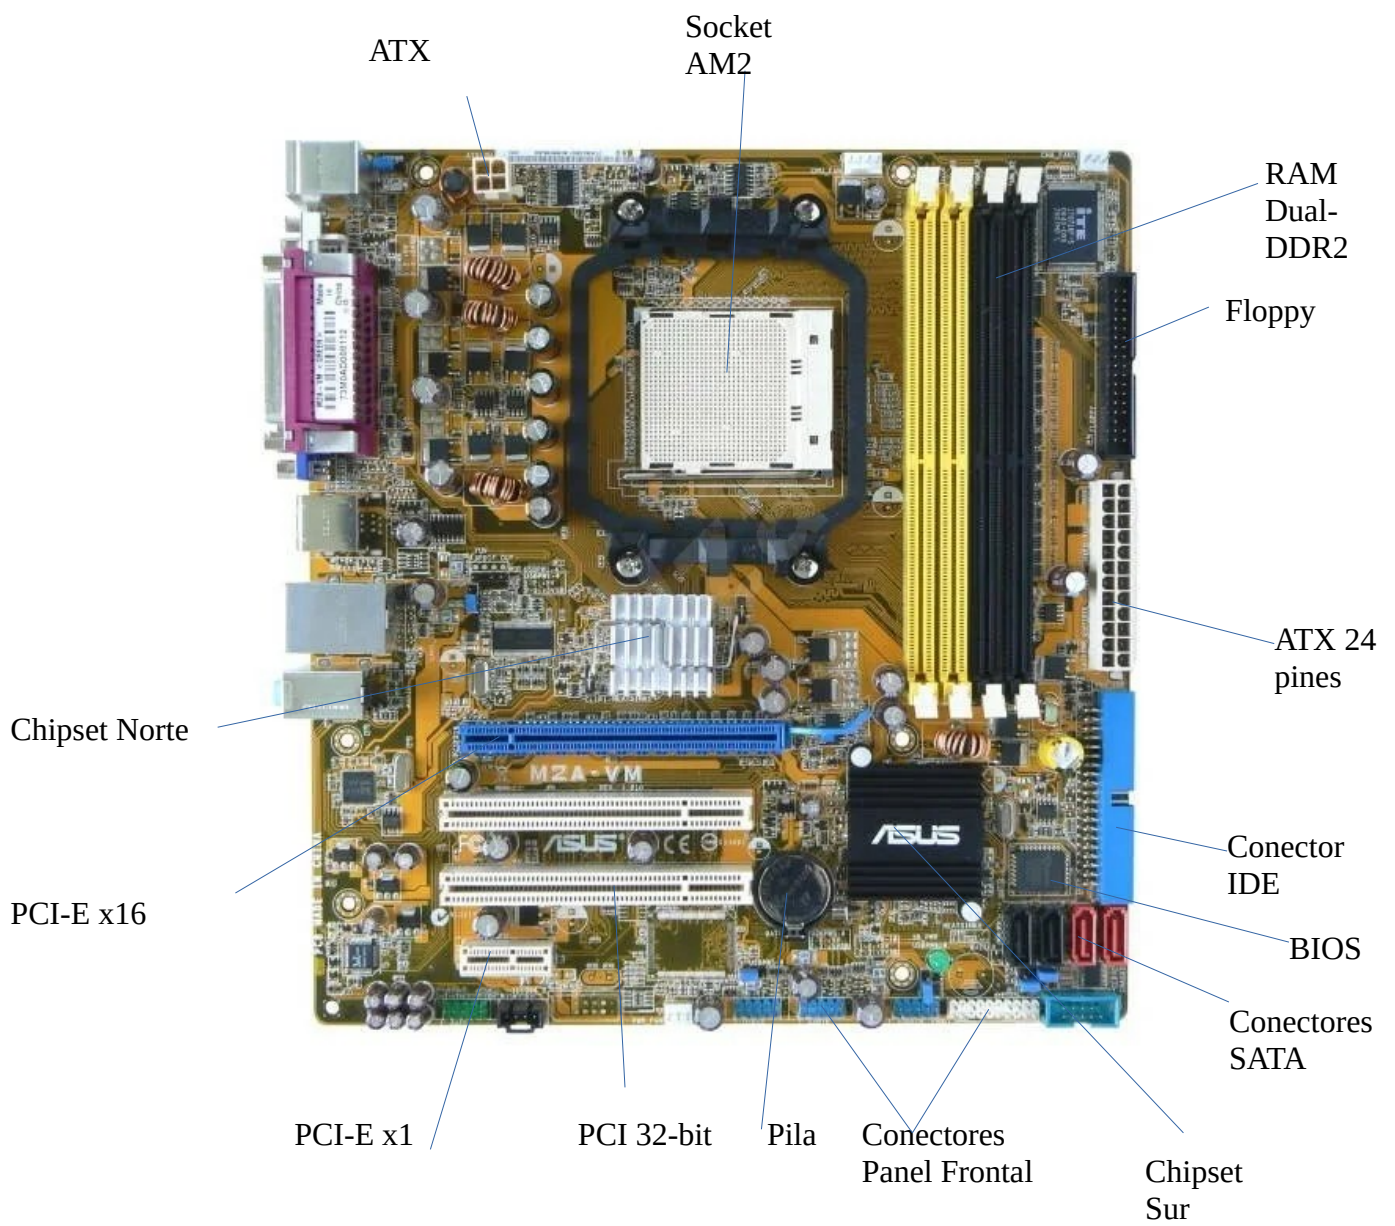 Socket
AM2
ATX
RAM
Dual-
DDR2
Floppy
ATX 24
pines
Chipset Norte
M2A-VM
ASUS
ASUS
Conector
IDE
PCI-E x16
BIOS
Conectores
SATA
PCI-E x1
PCI 32-bit
Pila
Conectores
Panel Frontal
Chipset
Sur